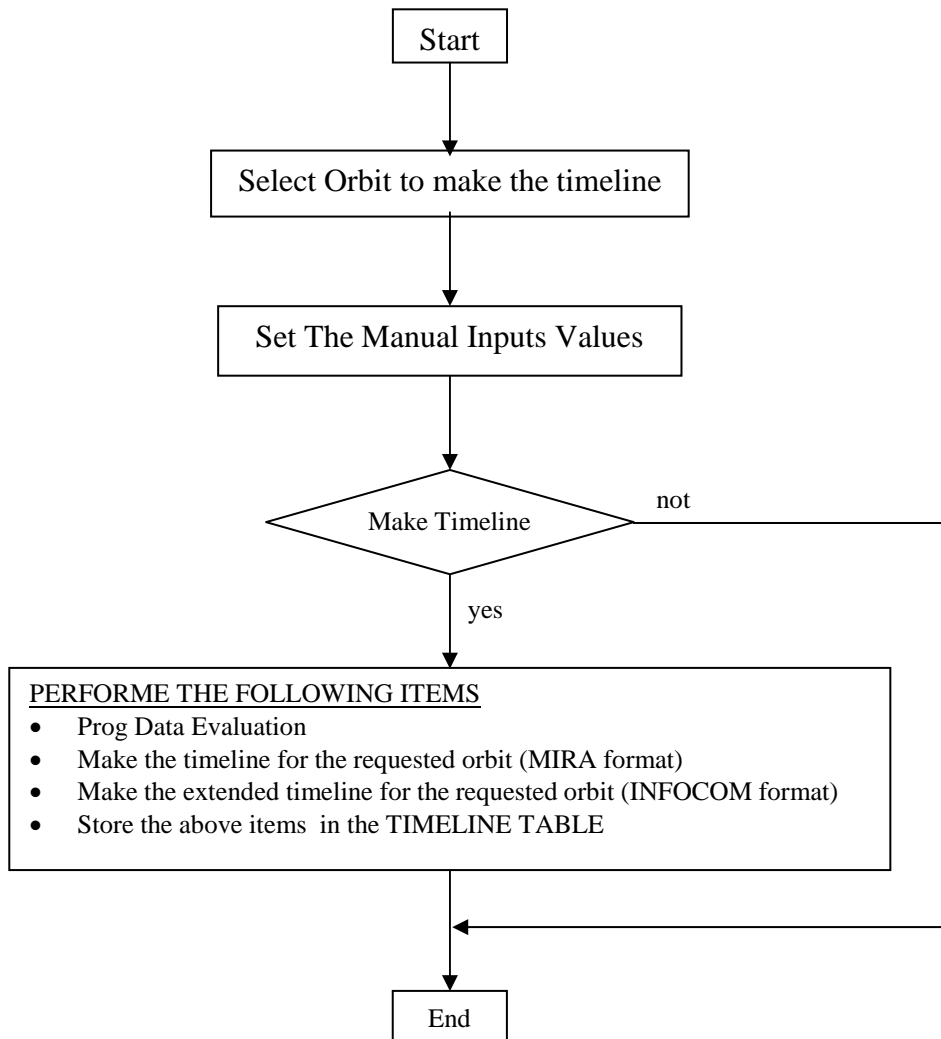 Start
Select Orbit to make the timeline
Set The Manual Inputs Values
Make Timeline
not
yes
PERFORME THE FOLLOWING ITEMS
• Prog Data Evaluation
• Make the timeline for the requested orbit (MIRA format)
• Make the extended timeline for the requested orbit (INFOCOM format)
• Store the above items in the TIMELINE TABLE
End